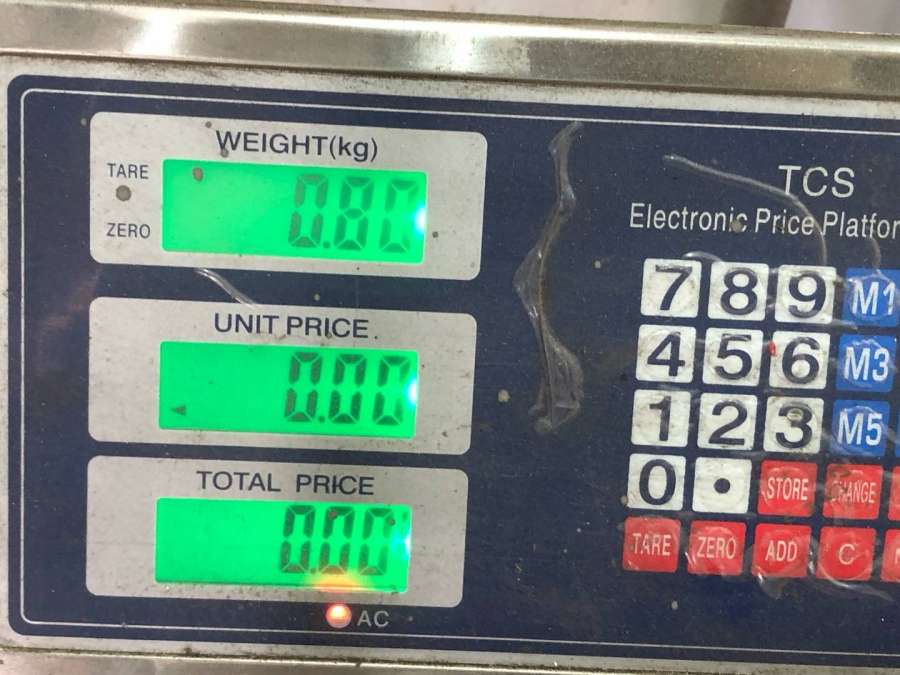 WEIGHT(kg)
TARE
ZERO
0.80
UNIT PRICE
0.00
TOTAL PRICE
0.00
AC
TCS
Electronic Price Platfor
7 8 9 M1
4 5 6 M3
1 2 3 M5
0 . STORE CHANGE
TARE ZERO ADD C